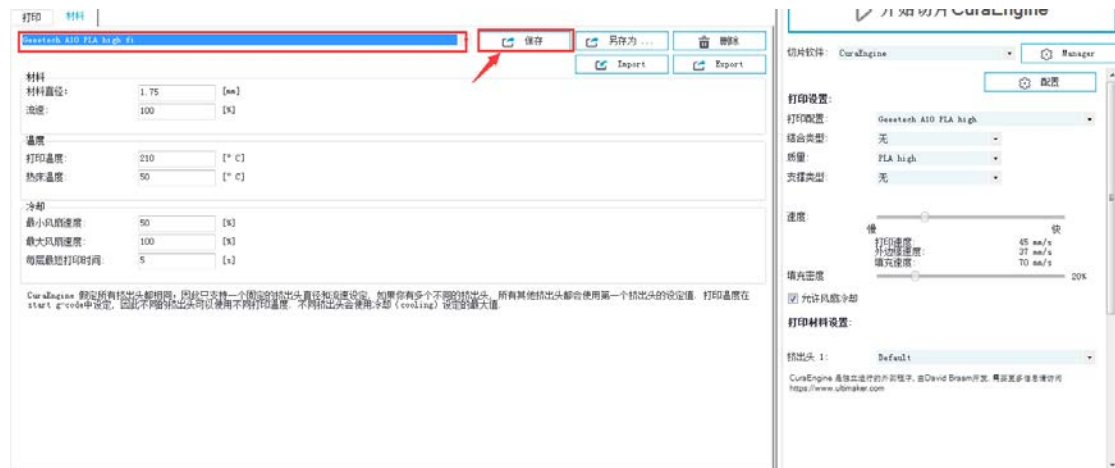 打印 材料
Geeetech A10 PLA high fi
保存 另存为 ... 删除
Import Export
材料
材料直径: 1.75 [mm]
流速: 100 [%]
温度
打印温度: 210 [° C]
热床温度: 50 [° C]
冷却
最小风扇速度: 50 [%]
最大风扇速度: 100 [%]
每层最短打印时间: 5 [s]
CuraEngine 假定所有挤出头都相同,因此只支持一个固定的挤出头直径和流速设定. 如果你有多个不同的挤出头, 所有其他挤出头都会使用第一个挤出头的设定值. 打印温度在
start g-code中设定, 因此不同的挤出头可以使用不同打印温度. 不同挤出头会使用冷却(cooling)设定的最大值.
开始切片CuraEngine
切片软件: CuraEngine Manager
配置
打印设置:
打印配置: Geeetech A10 PLA high
结合类型: 无
质量: PLA high
支撑类型: 无
速度:
慢 快
打印速度: 45 mm/s
外边缘速度: 37 mm/s
填充速度: 70 mm/s
填充密度 20%
允许风扇冷却
打印材料设置:
挤出头 1: Default
CuraEngine 是独立运行的外部程序, 由David Braam开发. 需要更多信息请访问
https://www.ultimaker.com